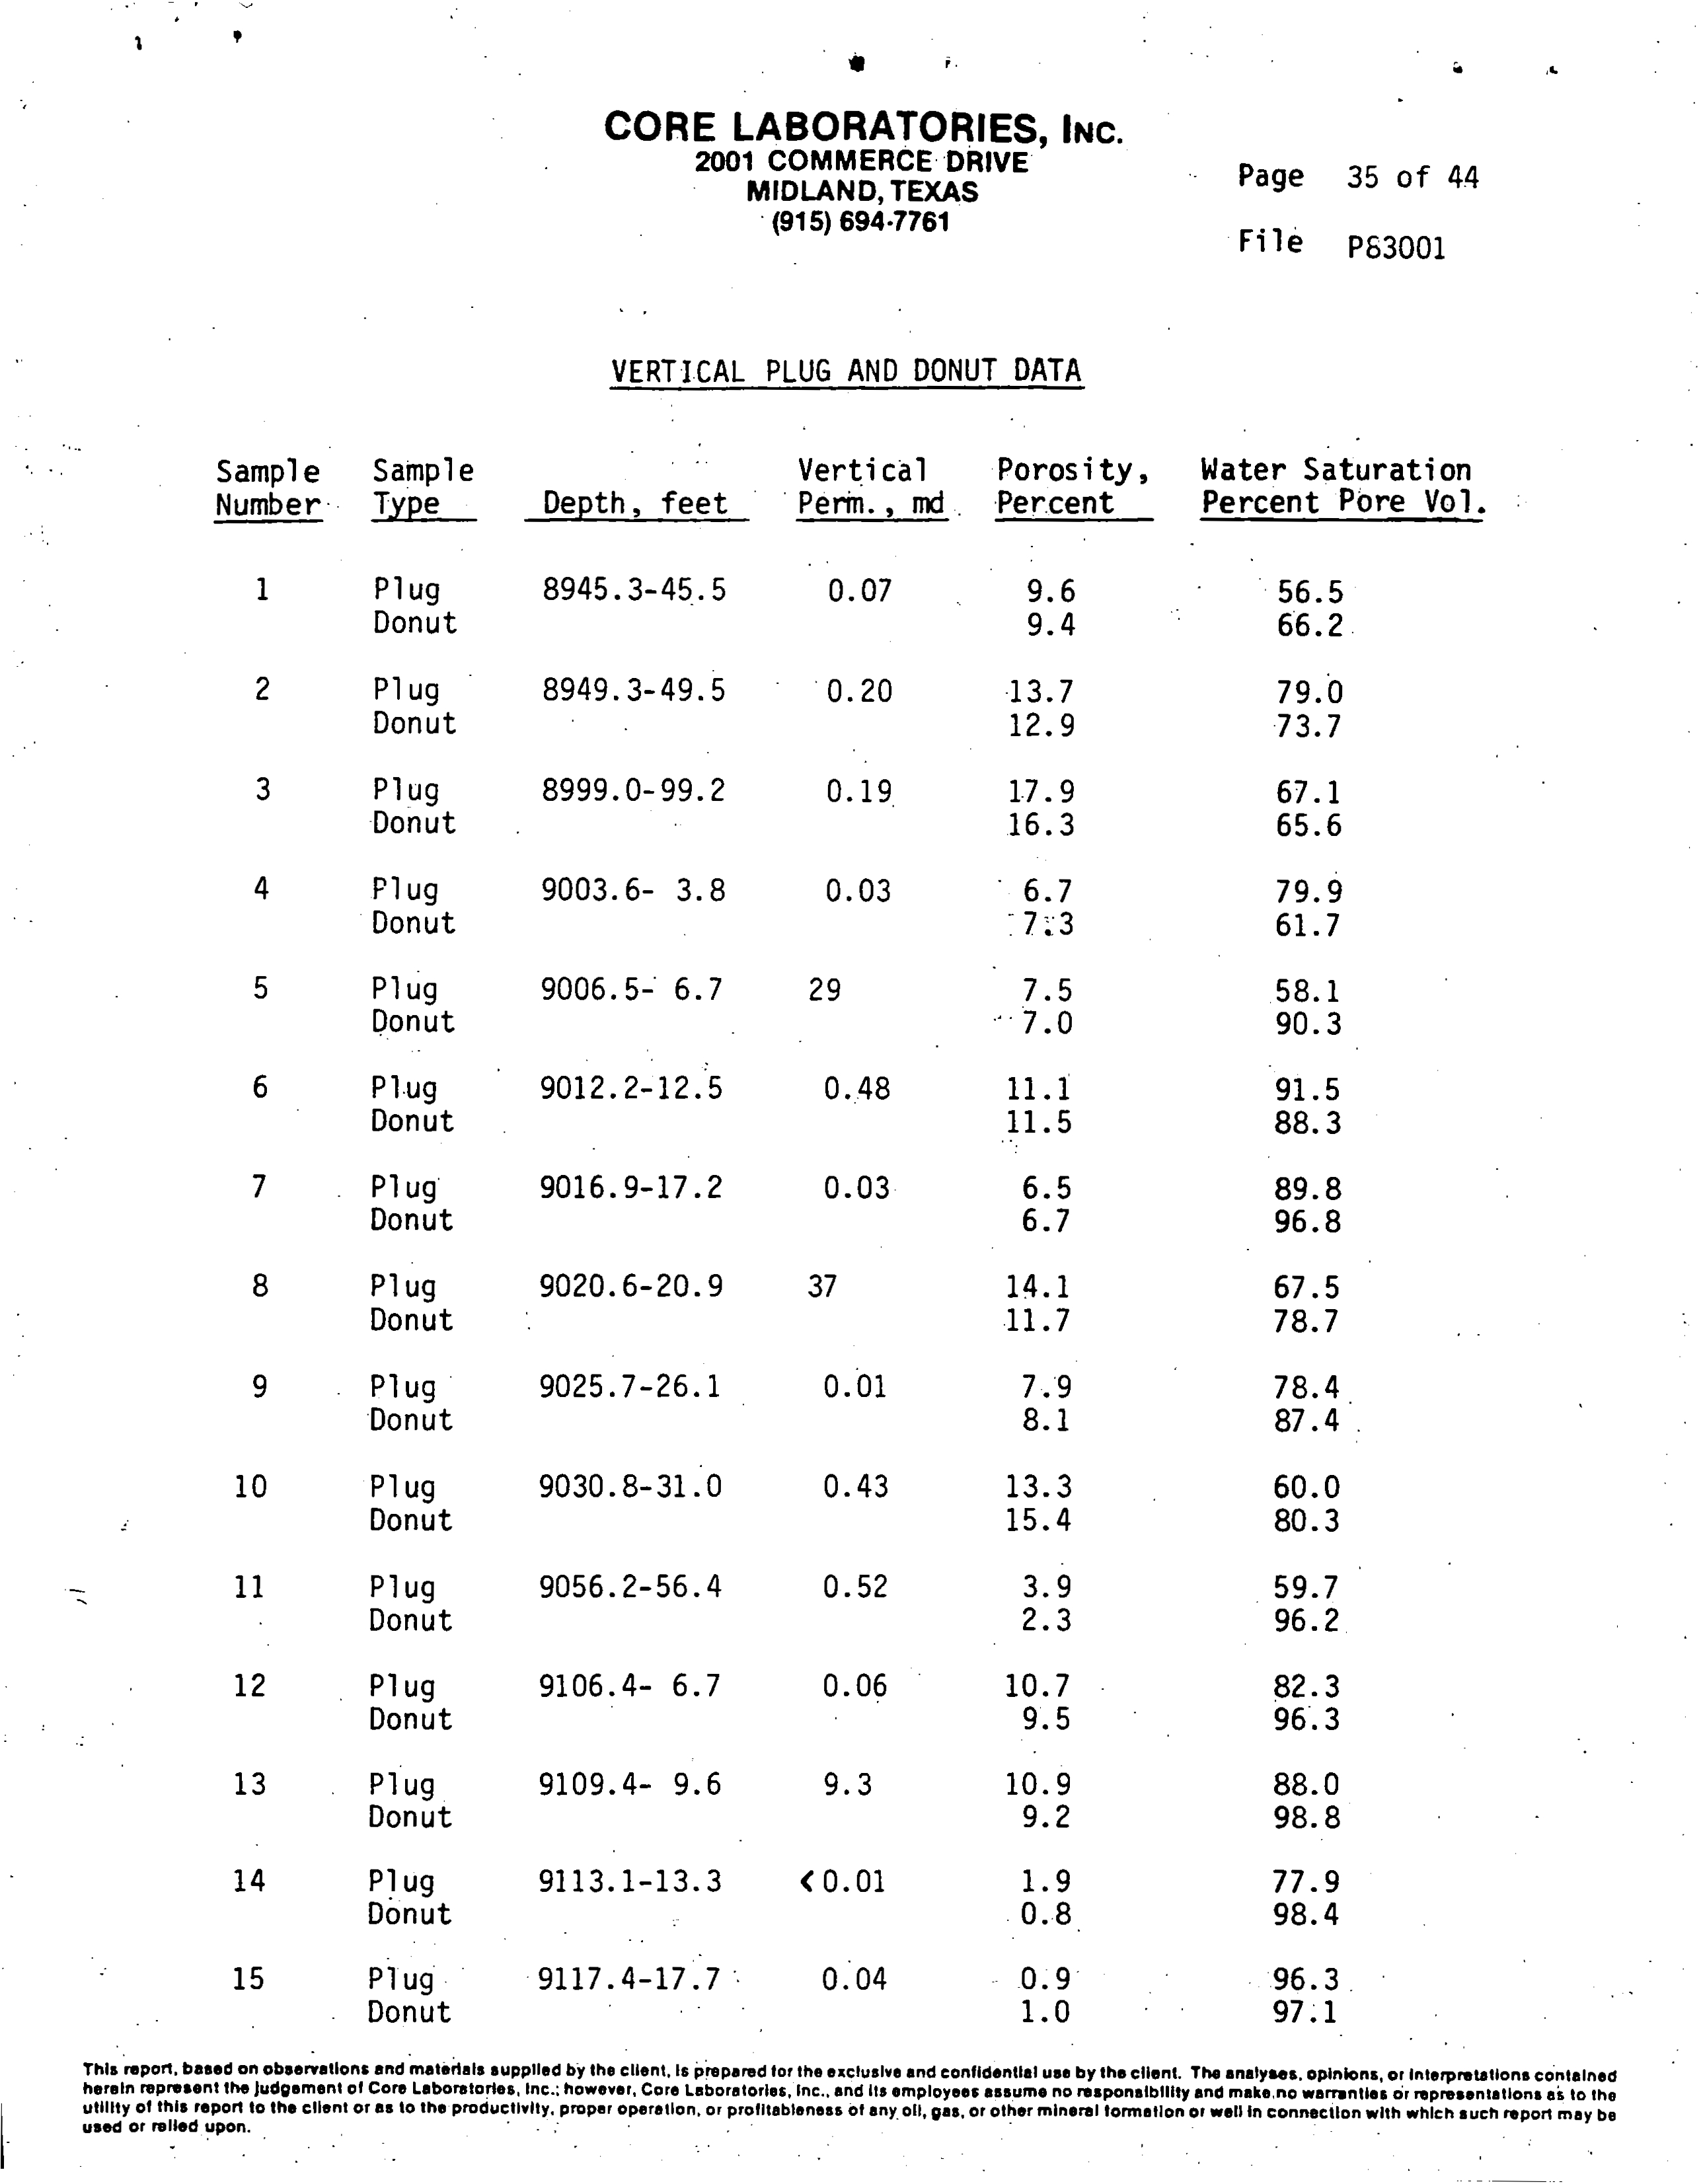 CORE LABORATORIES, INC.
2001 COMMERCE DRIVE
MIDLAND, TEXAS
(915) 694-7761
Page 35 of 44
File P83001
VERTICAL PLUG AND DONUT DATA
Sample Sample Vertical Porosity, Water Saturation
Number Type Depth, feet Perm., md Percent Percent Pore Vol.
1 Plug 8945.3-45.5 0.07 9.6 56.5
Donut 9.4 66.2
2 Plug 8949.3-49.5 0.20 13.7 79.0
Donut 12.9 73.7
3 Plug 8999.0-99.2 0.19 17.9 67.1
Donut 16.3 65.6
4 Plug 9003.6- 3.8 0.03 6.7 79.9
Donut 7.3 61.7
5 Plug 9006.5- 6.7 29 7.5 58.1
Donut 7.0 90.3
6 Plug 9012.2-12.5 0.48 11.1 91.5
Donut 11.5 88.3
7 Plug 9016.9-17.2 0.03 6.5 89.8
Donut 6.7 96.8
8 Plug 9020.6-20.9 37 14.1 67.5
Donut 11.7 78.7
9 Plug 9025.7-26.1 0.01 7.9 78.4
Donut 8.1 87.4
10 Plug 9030.8-31.0 0.43 13.3 60.0
Donut 15.4 80.3
11 Plug 9056.2-56.4 0.52 3.9 59.7
Donut 2.3 96.2
12 Plug 9106.4- 6.7 0.06 10.7 82.3
Donut 9.5 96.3
13 Plug 9109.4- 9.6 9.3 10.9 88.0
Donut 9.2 98.8
14 Plug 9113.1-13.3 <0.01 1.9 77.9
Donut 0.8 98.4
15 Plug 9117.4-17.7 0.04 0.9 96.3
Donut 1.0 97.1
This report, based on observations and materials supplied by the client, is prepared for the exclusive and confidential use by the client. The analyses, opinions, or interpretations contained
herein represent the judgement of Core Laboratories, Inc.; however, Core Laboratories, Inc., and its employees assume no responsibility and make no warranties or representations as to the
utility of this report to the client or as to the productivity, proper operation, or profitableness of any oil, gas, or other mineral formation or well in connection with which such report may be
used or relied upon.